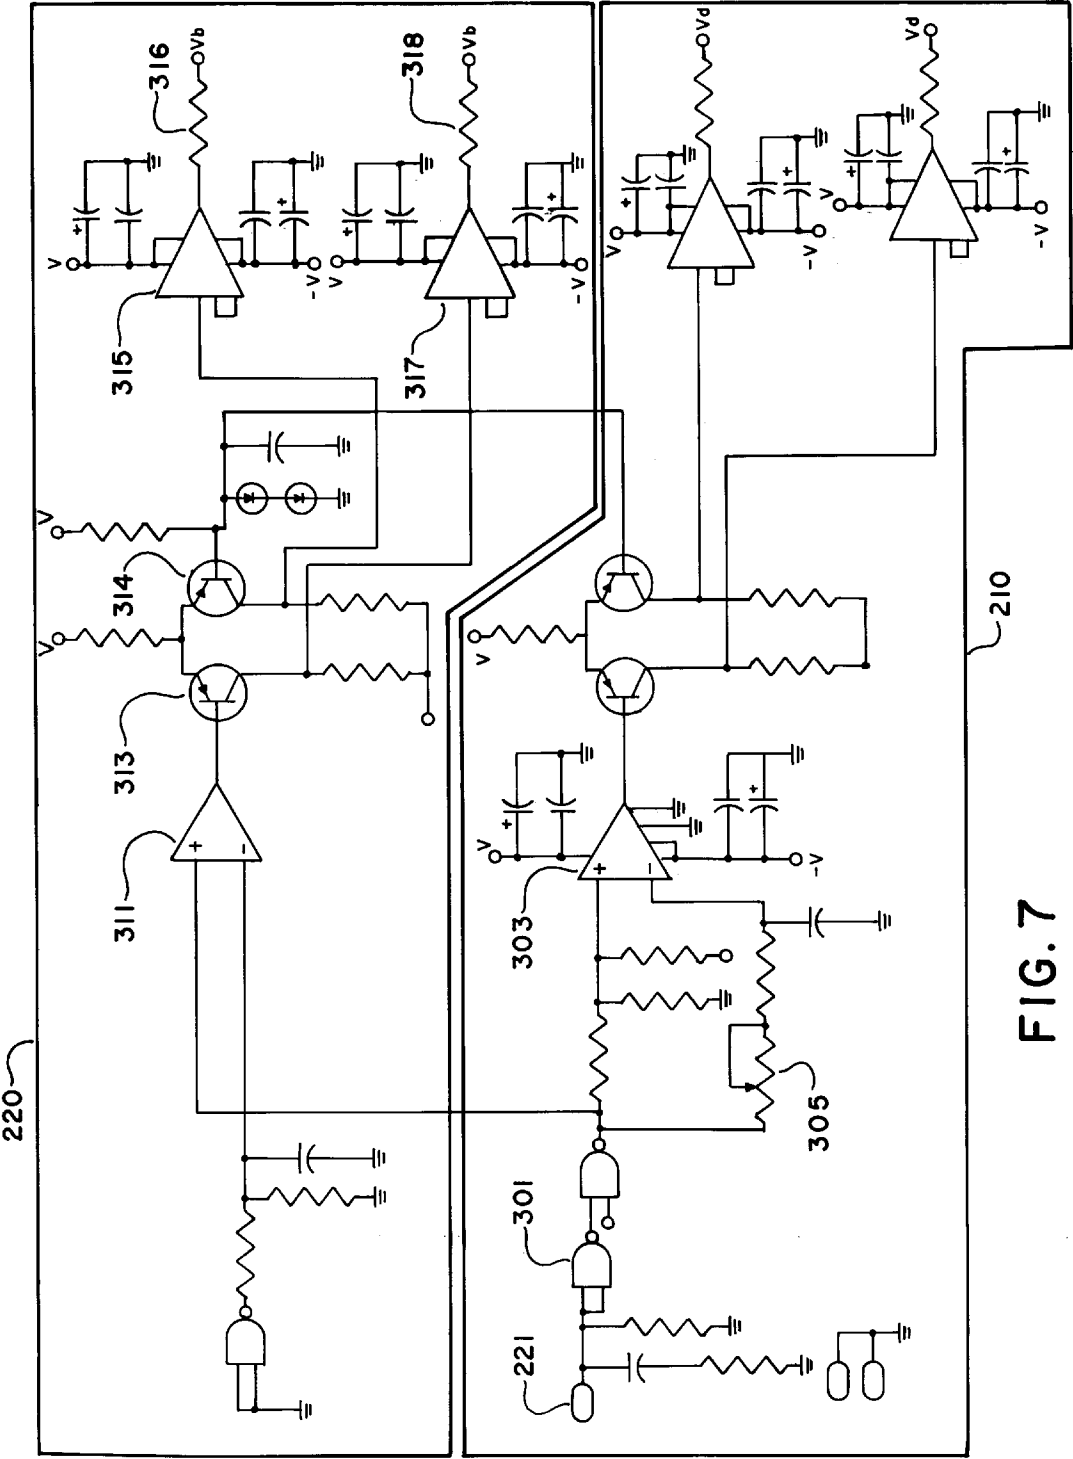 220
311
313
314
315
316
317
318
V
V
V
-V
Vb
V
-V
Vb
+
+
+
+
+
-
210
221
301
303
305
V
V
-V
+
-
+
+
V
-V
Vd
+
+
V
-V
Vd
+
+
FIG. 7